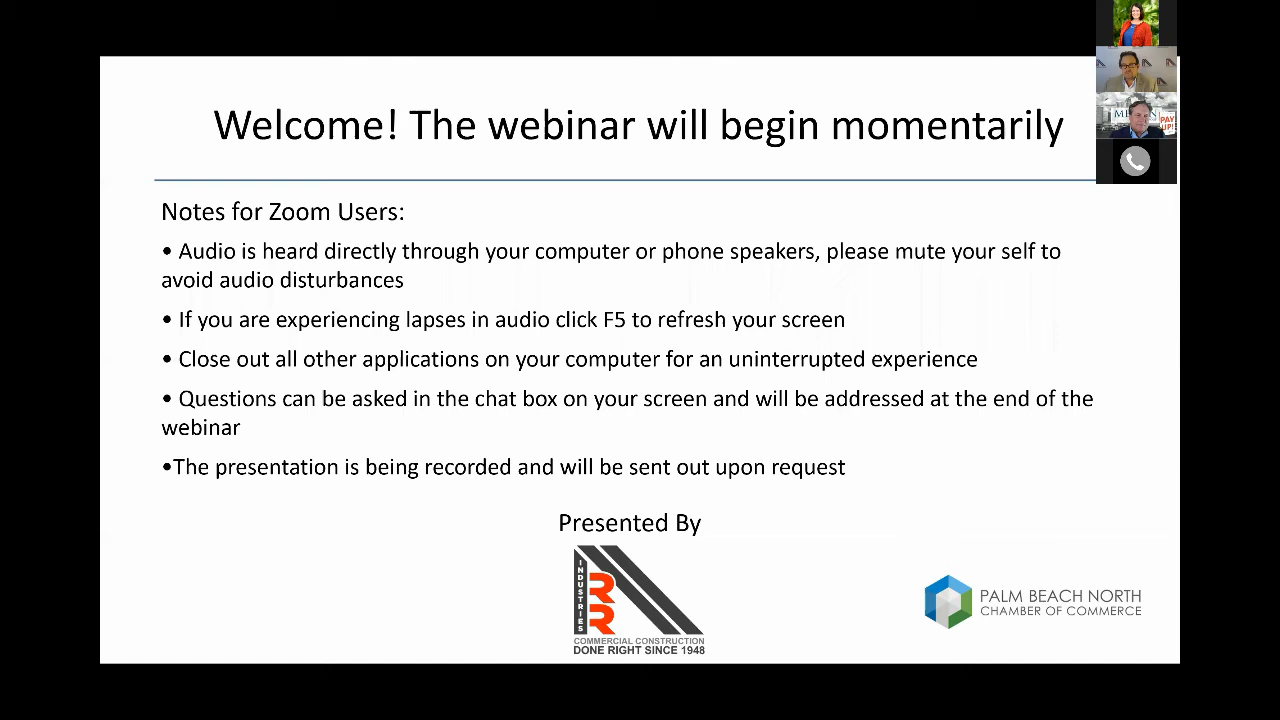 Welcome! The webinar will begin momentarily
Notes for Zoom Users:
• Audio is heard directly through your computer or phone speakers, please mute your self to
avoid audio disturbances
• If you are experiencing lapses in audio click F5 to refresh your screen
• Close out all other applications on your computer for an uninterrupted experience
• Questions can be asked in the chat box on your screen and will be addressed at the end of the
webinar
•The presentation is being recorded and will be sent out upon request
Presented By
INDUSTRIES
RR
COMMERCIAL CONSTRUCTION
DONE RIGHT SINCE 1948
PALM BEACH NORTH
CHAMBER OF COMMERCE
PAY
UP!